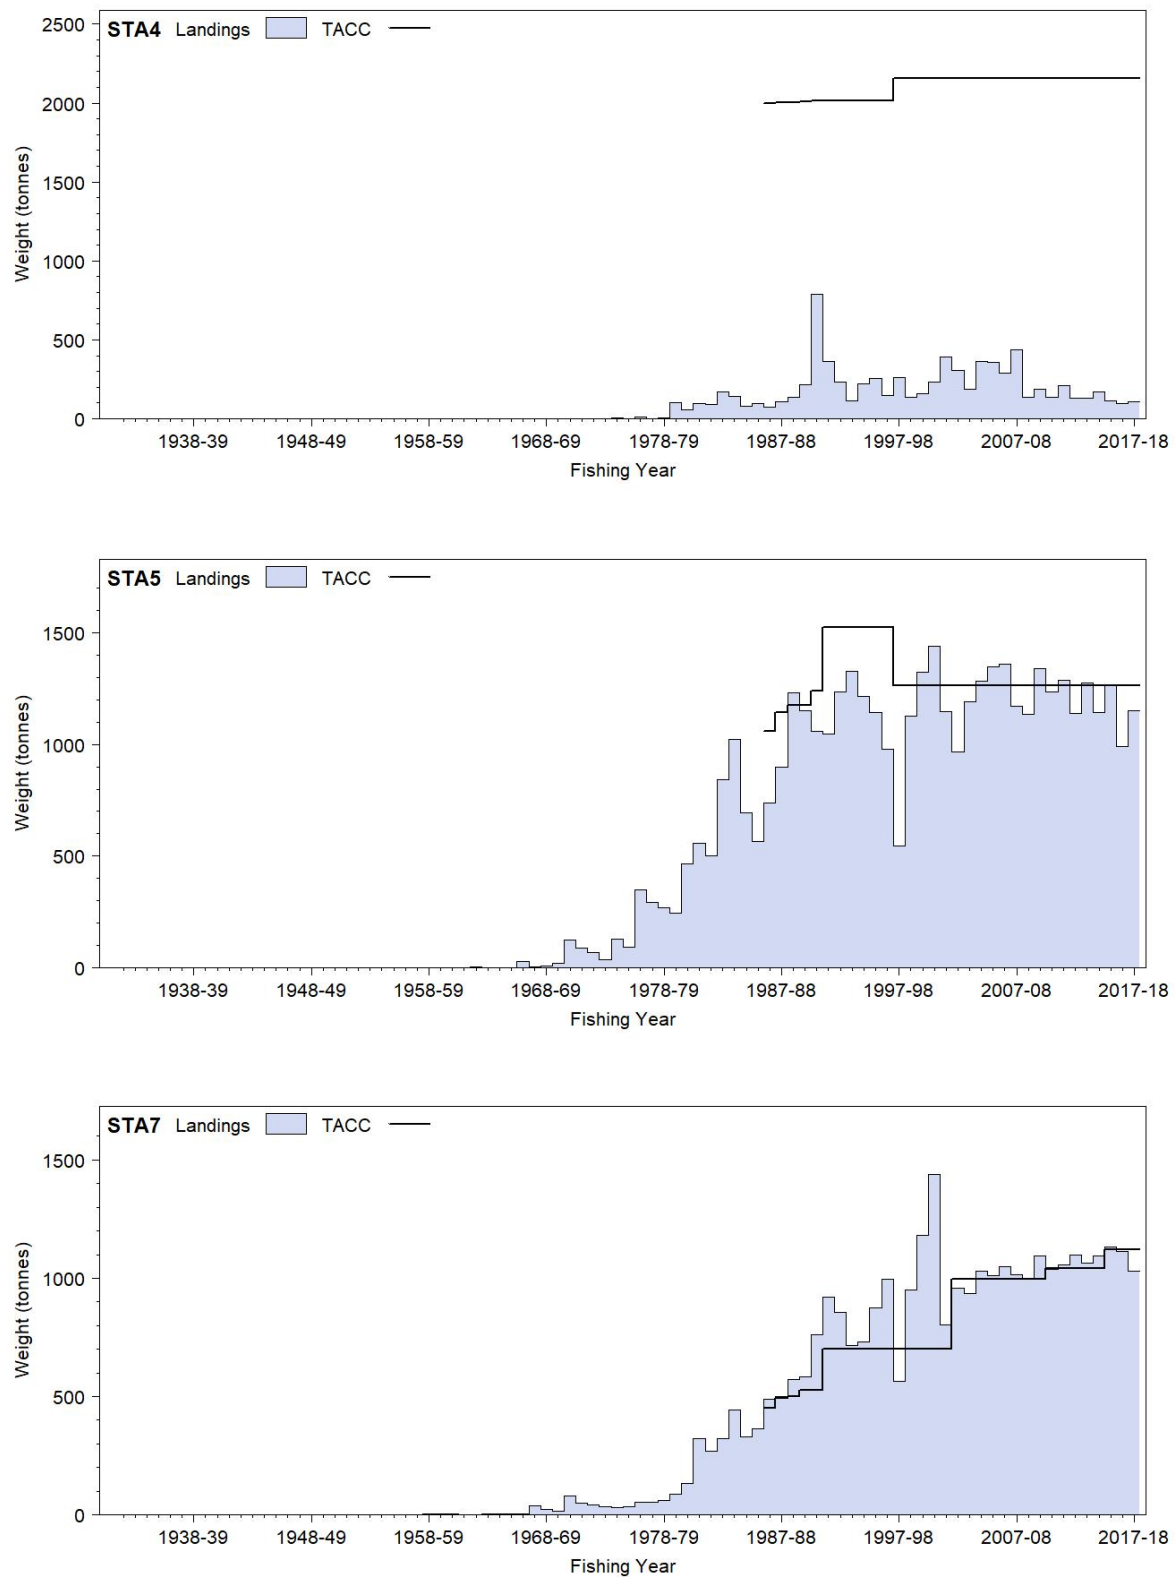 STA4 Landings TACC
2500
2000
1500
1000
500
0
Weight (tonnes)
1938-39 1948-49 1958-59 1968-69 1978-79 1987-88 1997-98 2007-08 2017-18
Fishing Year
STA5 Landings TACC
1500
1000
500
0
Weight (tonnes)
1938-39 1948-49 1958-59 1968-69 1978-79 1987-88 1997-98 2007-08 2017-18
Fishing Year
STA7 Landings TACC
1500
1000
500
0
Weight (tonnes)
1938-39 1948-49 1958-59 1968-69 1978-79 1987-88 1997-98 2007-08 2017-18
Fishing Year